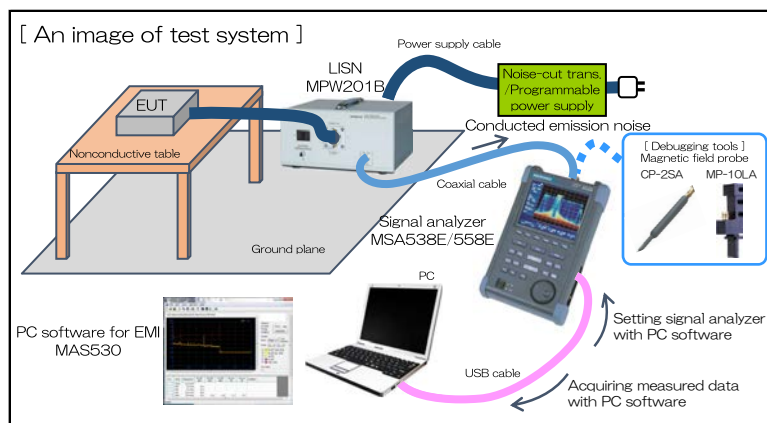 [ An image of test system ]
Power supply cable
LISN
MPW201B
Noise-cut trans.
/Programmable
power supply
EUT
Conducted emission noise
[ Debugging tools ]
Magnetic field probe
CP-2SA
MP-10LA
Nonconductive table
Coaxial cable
Signal analyzer
MSA538E/558E
Ground plane
PC
PC software for EMI
MAS530
Setting signal analyzer
with PC software
USB cable
Acquiring measured data
with PC software